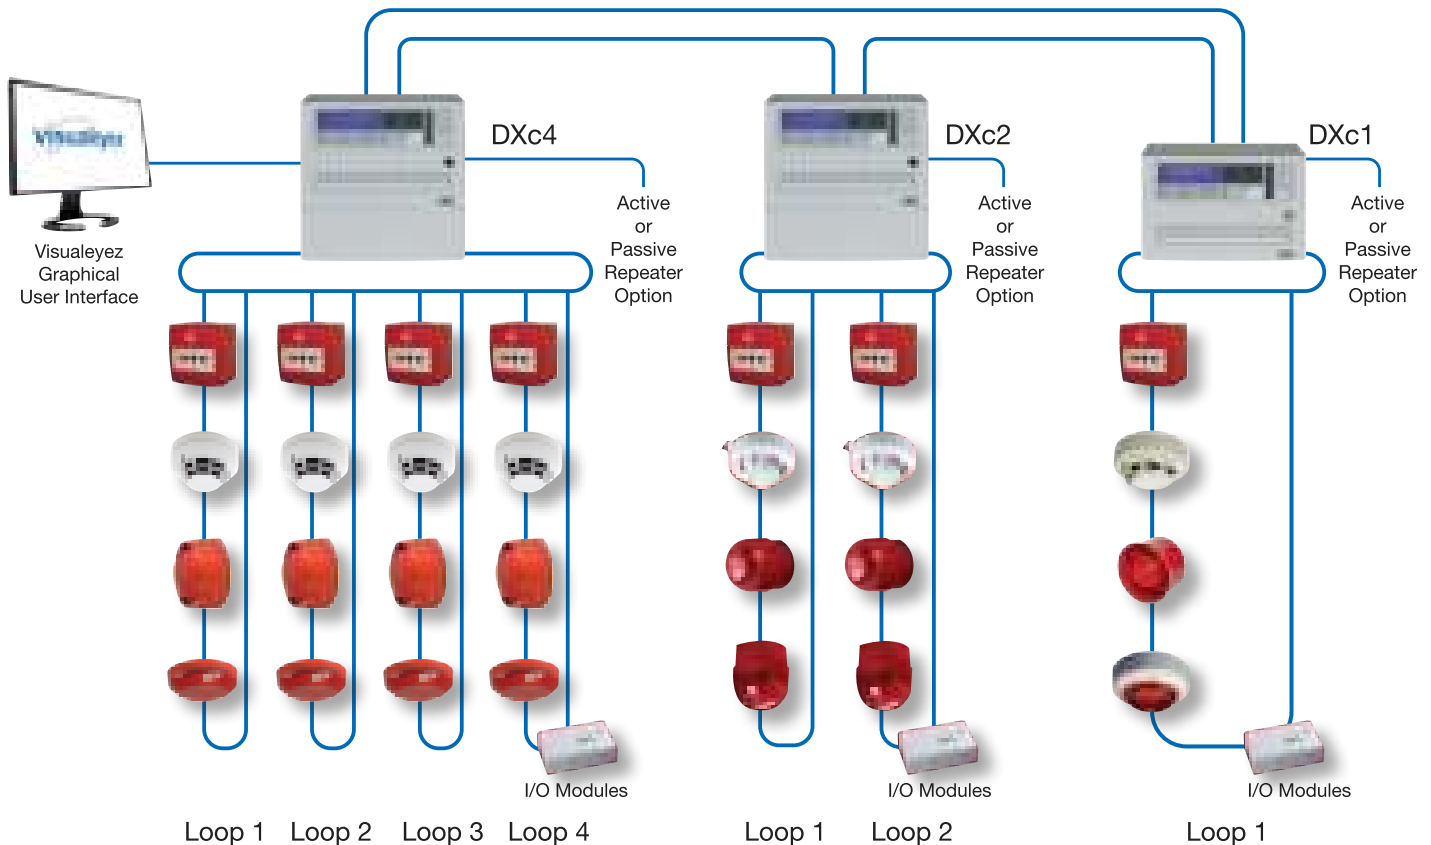 DXc4
DXc2
DXc1
Visualeyez
Visualeyez
Graphical
User Interface
Active
or
Passive
Repeater
Option
Active
or
Passive
Repeater
Option
Active
or
Passive
Repeater
Option
I/O Modules
I/O Modules
I/O Modules
Loop 1
Loop 2
Loop 3
Loop 4
Loop 1
Loop 2
Loop 1